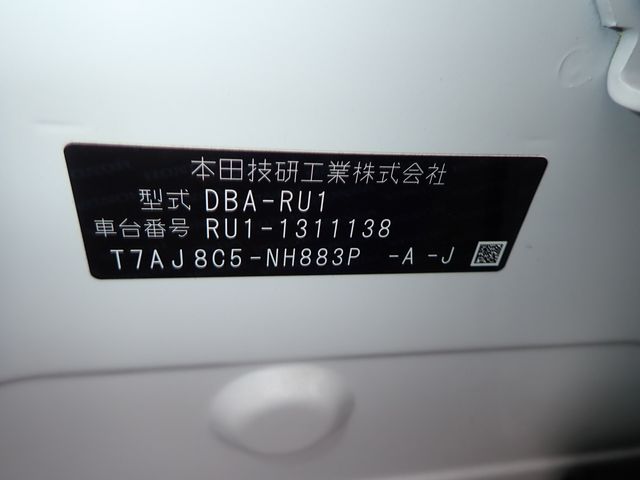 本田技研工業株式会社
型式 DBA-RU1
車台番号 RU1-1311138
T7AJ8C5-NH883P -A -J